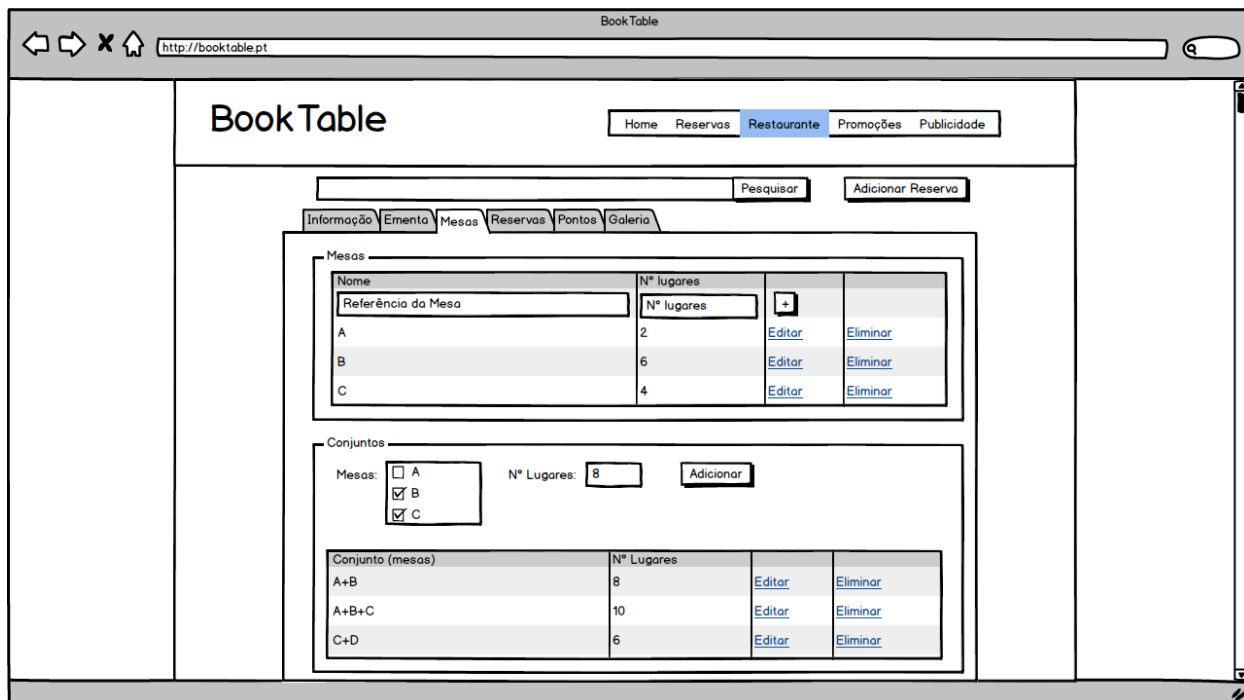 BookTable
http://booktable.pt
BookTable
Home Reservas Restaurante Promoções Publicidade
Pesquisar Adicionar Reserva
Informação Ementa Mesas Reservas Pontos Galeria
Mesas
Nome Nº lugares
Referência da Mesa Nº lugares +
A 2 Editar Eliminar
B 6 Editar Eliminar
C 4 Editar Eliminar
Conjuntos
Mesas: A Nº Lugares: 8 Adicionar
B
C
Conjunto (mesas) Nº Lugares
A+B 8 Editar Eliminar
A+B+C 10 Editar Eliminar
C+D 6 Editar Eliminar